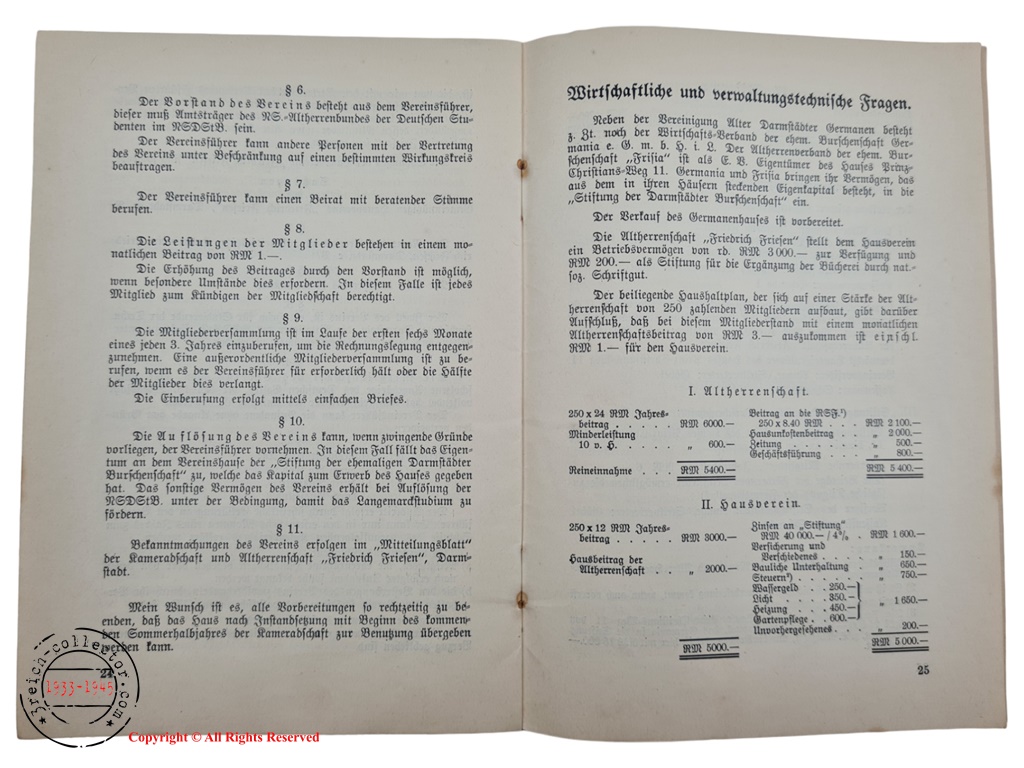 § 6.
Der Vorstand des Vereins besteht aus dem Vereinsführer,
dieser muß Amtsträger des NS.-Altherrenbundes der Deutschen Stu-
denten im NSDStB. sein.
Der Vereinsführer kann andere Personen mit der Vertretung
des Vereins unter Beschränkung auf einen bestimmten Wirkungskreis
beauftragen.
§ 7.
Der Vereinsführer kann einen Beirat mit beratender Stimme
berufen.
§ 8.
Die Leistungen der Mitglieder bestehen in einem mo-
natlichen Beitrag von RM 1.—.
Die Erhöhung des Beitrages durch den Vorstand ist möglich,
wenn besondere Umstände dies erfordern. In diesem Falle ist jedes
Mitglied zum Kündigen der Mitgliedschaft berechtigt.
§ 9.
Die Mitgliederversammlung ist im Laufe der ersten sechs Monate
eines jeden 3. Jahres einzuberufen, um die Rechnungslegung entgegen-
zunehmen. Eine außerordentliche Mitgliederversammlung ist zu be-
rufen, wenn es der Vereinsführer für erforderlich hält oder die Hälfte
der Mitglieder dies verlangt.
Die Einberufung erfolgt mittels einfachen Briefes.
§ 10.
Die Auflösung des Vereins kann, wenn zwingende Gründe
vorliegen, der Vereinsführer vornehmen. In diesem Fall fällt das Eigen-
tum an dem Vereinshause der „Stiftung der ehemaligen Darmstädter
Burschenschaft“ zu, welche das Kapital zum Erwerb des Hauses gegeben
hat. Das sonstige Vermögen des Vereins erhält bei Auflösung der
NSDStB. unter der Bedingung, damit das Langemarckstudium zu
fördern.
§ 11.
Bekanntmachungen des Vereins erfolgen im „Mitteilungsblatt“
der Kameradschaft und Altherrenschaft „Friedrich Friesen“, Darm-
stadt.
Mein Wunsch ist es, alle Vorbereitungen so rechtzeitig zu be-
enden, daß das Haus nach Instandsetzung mit Beginn des kommen-
den Sommerhalbjahres der Kameradschaft zur Benutzung übergeben
werden kann.
24
3reich-collector.com
1933-1945
Copyright © All Rights Reserved
Wirtschaftliche und verwaltungstechnische Fragen.
Neben der Vereinigung Alter Darmstädter Germanen besteht
z. Zt. noch der Wirtschafts-Verband der ehem. Burschenschaft Ger-
mania e. G. m. b. H. i. L. Der Altherrenverband der ehem. Bur-
schenschaft „Frisia“ ist als E. V. Eigentümer des Hauses Prinz-
Christians-Weg 11. Germania und Frisia bringen ihr Vermögen, das
aus dem in ihren Häusern steckenden Eigenkapital besteht, in die
„Stiftung der Darmstädter Burschenschaft“ ein.
Der Verkauf des Germanenhauses ist vorbereitet.
Die Altherrenschaft „Friedrich Friesen“ stellt dem Hausverein
ein Betriebsvermögen von rd. RM 3000.— zur Verfügung und
RM 200.— als Stiftung für die Ergänzung der Bücherei durch nat.-
soz. Schriftgut.
Der beiliegende Haushaltplan, der sich auf einer Stärke der Alt-
herrenschaft von 250 zahlenden Mitgliedern aufbaut, gibt darüber
Aufschluß, daß bei diesem Mitgliederstand mit einem monatlichen
Altherrenschaftsbeitrag von RM 3.— auszukommen ist einschl.
RM 1.— für den Hausverein.
I. Altherrenschaft.
250 x 24 RM Jahres-
beitrag . . . . . RM 6000.—
Minderleistung
10 v. H. . . . „ 600.—
Reineinnahme . . . RM 5400.—
Beitrag an die RSF.¹)
250 x 8.40 RM . . . RM 2 100.—
Hausunkostenbeitrag . . „ 2 000.—
Zeitung . . . . . „ 500.—
Geschäftsführung . . . „ 800.—
RM 5 400.—
II. Hausverein.
250 x 12 RM Jahres-
beitrag . . . . . RM 3000.—
Hausbeitrag der
Altherrenschaft . . „ 2000.—
RM 5000.—
Zinsen an „Stiftung“
RM 40 000.— / 4% . RM 1 600.—
Versicherung und
Verschiedenes . . . „ 150.—
Bauliche Unterhaltung . „ 650.—
Steuern²) . . . . . . „ 750.—
Wassergeld . 250.—
Licht . . . . 350.—
Heizung . . . 450.— „ 1 650.—
Gartenpflege . . 600.—
Unvorhergesehenes . . „ 200.—
RM 5 000.—
25